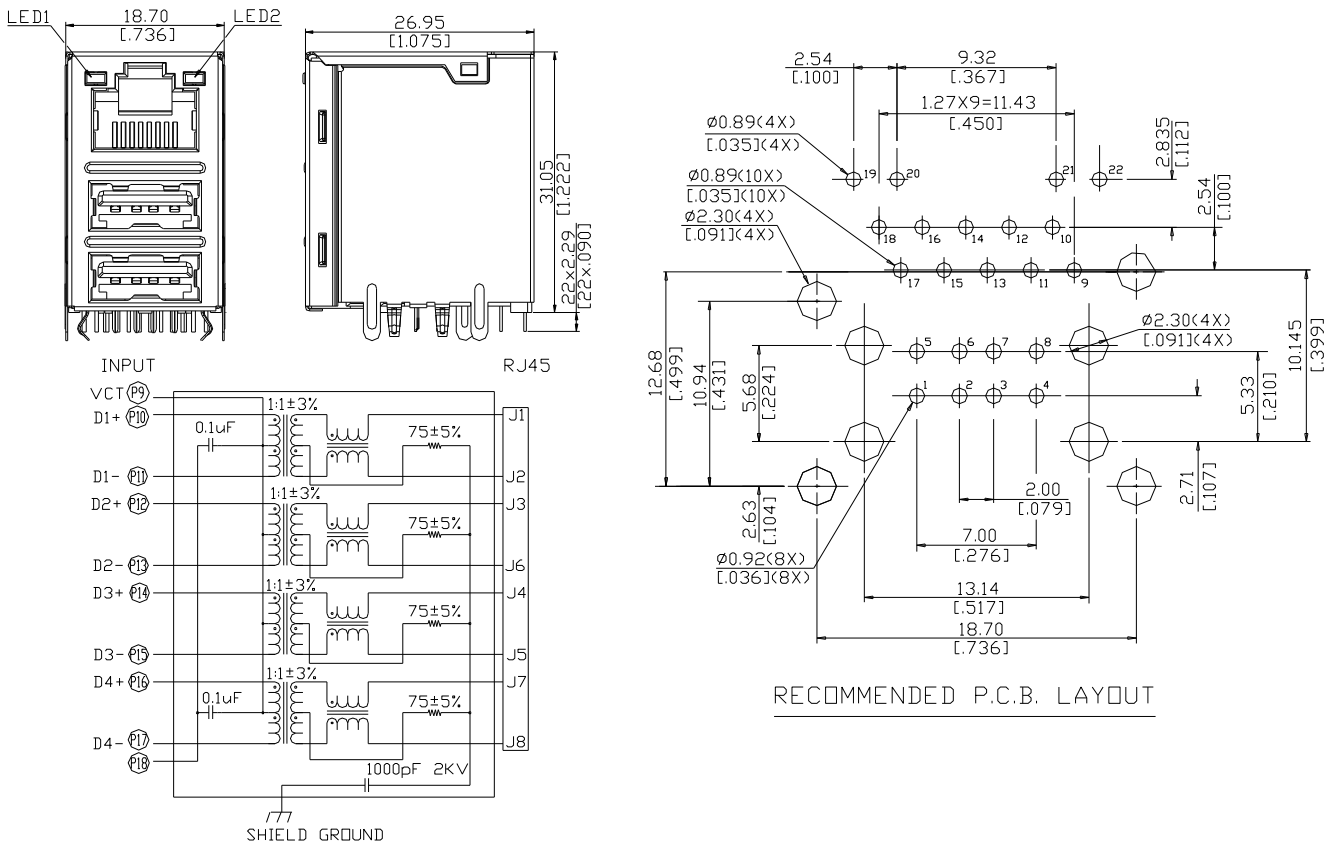 LED1
18.70
[.736]
LED2
26.95
[1.075]
31.05
[1.222]
22×2.29
[22×.090]
2.54
[.100]
9.32
[.367]
1.27X9=11.43
[.450]
Ø0.89(4X)
[.035](4X)
Ø0.89(10X)
[.035](10X)
Ø2.30(4X)
[.091](4X)
2.835
[.112]
2.54
[.100]
19
20
21
22
18
16
14
12
10
17
15
13
11
9
5
6
7
8
1
2
3
4
Ø2.30(4X)
[.091](4X)
12.68
[.499]
10.94
[.431]
5.68
[.224]
5.33
[.210]
10.145
[.399]
2.63
[.104]
2.71
[.107]
2.00
[.079]
Ø0.92(8X)
[.036](8X)
7.00
[.276]
13.14
[.517]
18.70
[.736]
RECOMMENDED P.C.B. LAYOUT
INPUT
RJ45
VCT P9
D1+ P10
1:1±3%
0.1uF
75±5%
J1
D1- P11
J2
D2+ P12
1:1±3%
J3
75±5%
D2- P13
J6
D3+ P14
1:1±3%
J4
75±5%
D3- P15
J5
D4+ P16
1:1±3%
J7
0.1uF
75±5%
D4- P17
J8
P18
1000pF 2KV
SHIELD GROUND